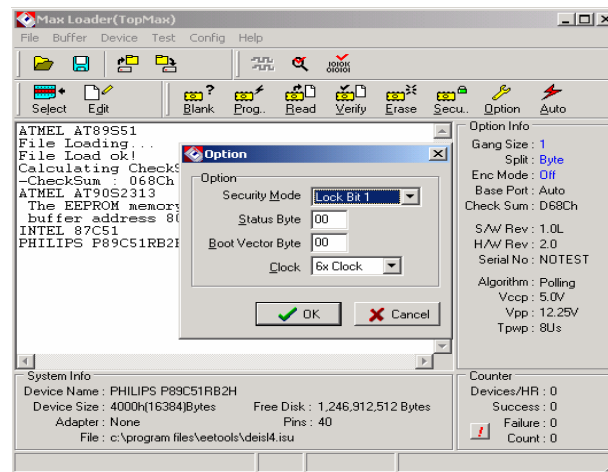 Max Loader(TopMax)
File Buffer Device Test Config Help
Select Edit Blank Prog.. Read Verify Erase Secu.. Option Auto
ATMEL AT89S51
File Loading...
File Load ok!
Calculating CheckS
-CheckSum : 068Ch
ATMEL AT90S2313
The EEPROM memory
buffer address 80
INTEL 87C51
PHILIPS P89C51RB2H
Option
Option
Security Mode Lock Bit 1
Status Byte 00
Boot Vector Byte 00
Clock 6x Clock
OK Cancel
Option Info
Gang Size : 1
Split : Byte
Enc Mode : Off
Base Port : Auto
Check Sum : D68Ch
S/W Rev : 1.0L
H/W Rev : 2.0
Serial No : NOTEST
Algorithm : Polling
Vccp : 5.0V
Vpp : 12.25V
Tpwp : 8Us
System Info
Device Name : PHILIPS P89C51RB2H
Device Size : 4000h(16384)Bytes Free Disk : 1,246,912,512 Bytes
Adapter : None Pins : 40
File : c:\program files\eetools\deisl4.isu
Counter
Devices/HR : 0
Success : 0
Failure : 0
Count : 0